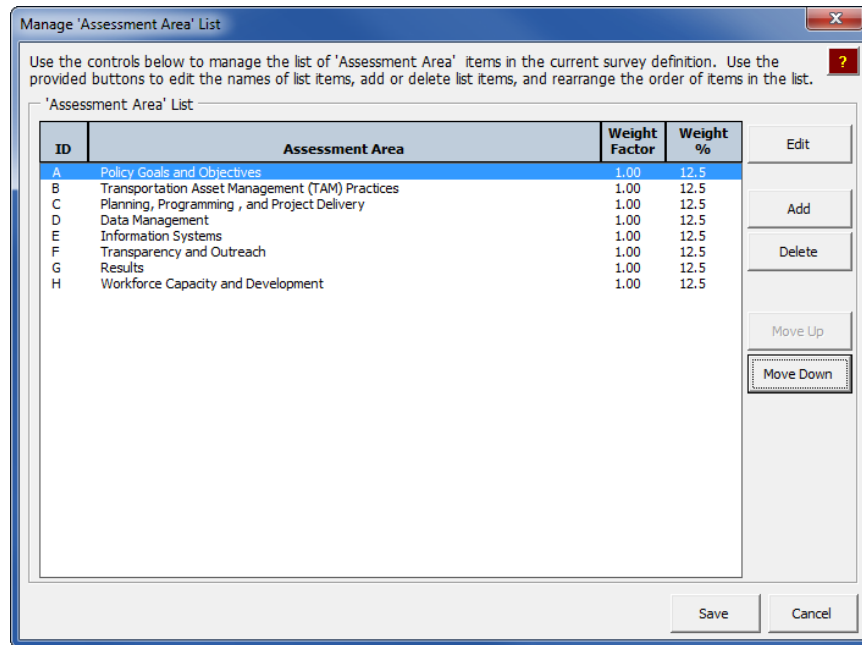 Manage 'Assessment Area' List
X
Use the controls below to manage the list of 'Assessment Area' items in the current survey definition. Use the
provided buttons to edit the names of list items, add or delete list items, and rearrange the order of items in the list.
?
'Assessment Area' List
ID Assessment Area Weight Factor Weight %
A Policy Goals and Objectives 1.00 12.5
B Transportation Asset Management (TAM) Practices 1.00 12.5
C Planning, Programming , and Project Delivery 1.00 12.5
D Data Management 1.00 12.5
E Information Systems 1.00 12.5
F Transparency and Outreach 1.00 12.5
G Results 1.00 12.5
H Workforce Capacity and Development 1.00 12.5
Edit
Add
Delete
Move Up
Move Down
Save Cancel